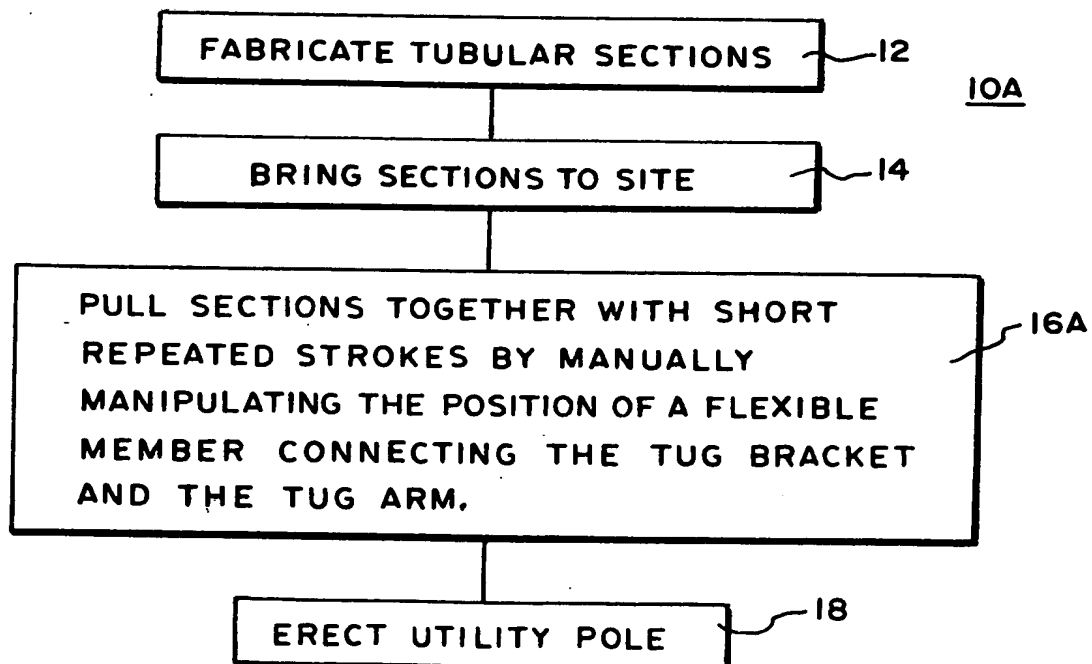 FABRICATE TUBULAR SECTIONS
12
10A
BRING SECTIONS TO SITE
14
PULL SECTIONS TOGETHER WITH SHORT
REPEATED STROKES BY MANUALLY
MANIPULATING THE POSITION OF A FLEXIBLE
MEMBER CONNECTING THE TUG BRACKET
AND THE TUG ARM.
16A
ERECT UTILITY POLE
18